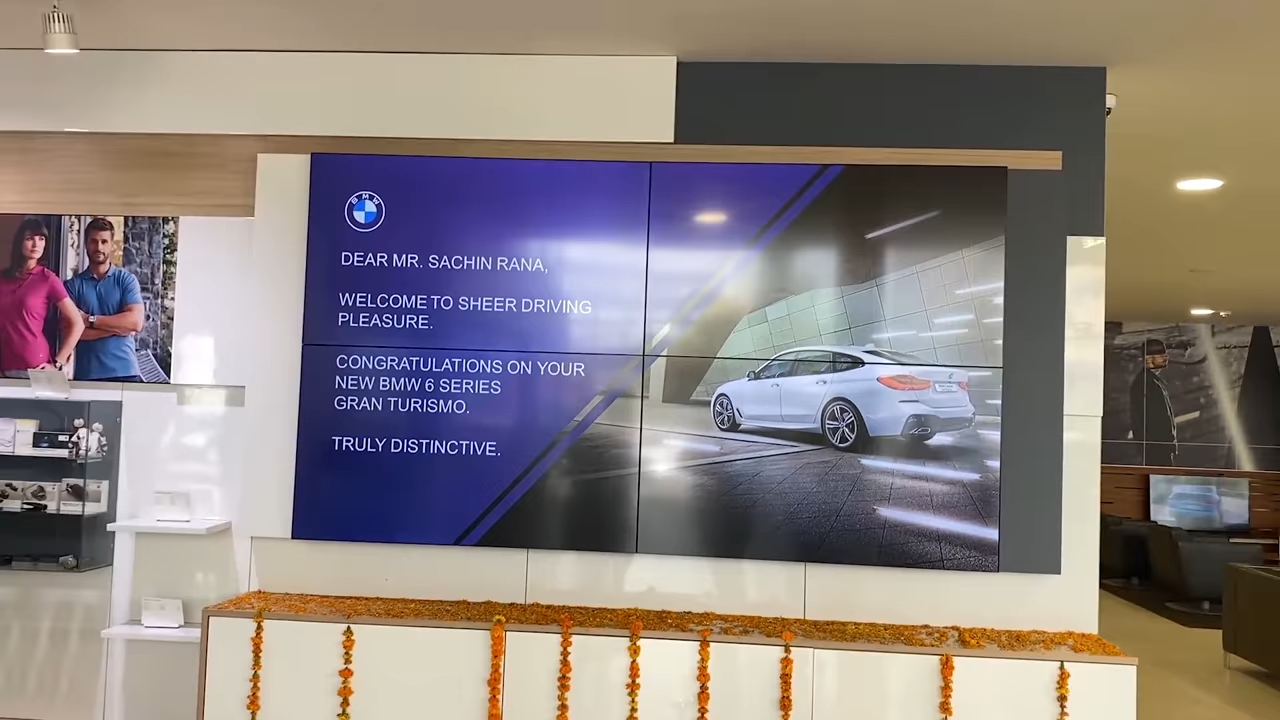 BMW
DEAR MR. SACHIN RANA,
WELCOME TO SHEER DRIVING
PLEASURE.
CONGRATULATIONS ON YOUR
NEW BMW 6 SERIES
GRAN TURISMO.
TRULY DISTINCTIVE.